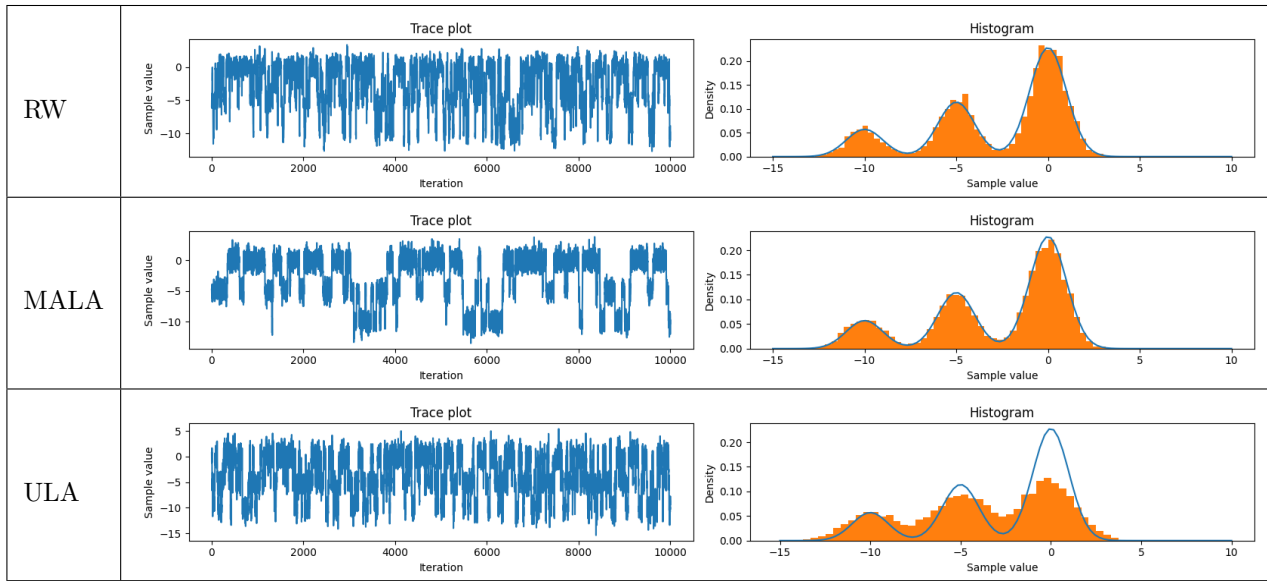 RW
Trace plot
Sample value
0
−5
−10
0 2000 4000 6000 8000 10000
Iteration
Histogram
Density
0.20
0.15
0.10
0.05
0.00
−15 −10 −5 0 5 10
Sample value
MALA
Trace plot
Sample value
0
−5
−10
0 2000 4000 6000 8000 10000
Iteration
Histogram
Density
0.20
0.15
0.10
0.05
0.00
−15 −10 −5 0 5 10
Sample value
ULA
Trace plot
Sample value
5
0
−5
−10
−15
0 2000 4000 6000 8000 10000
Iteration
Histogram
Density
0.20
0.15
0.10
0.05
0.00
−15 −10 −5 0 5 10
Sample value